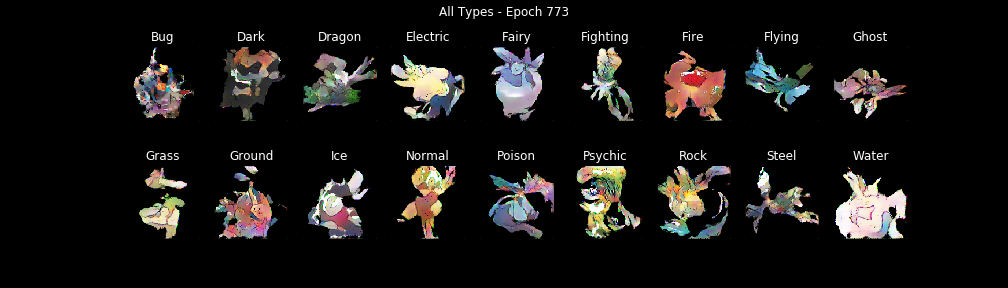 All Types - Epoch 773
Bug Dark Dragon Electric Fairy Fighting Fire Flying Ghost
Grass Ground Ice Normal Poison Psychic Rock Steel Water